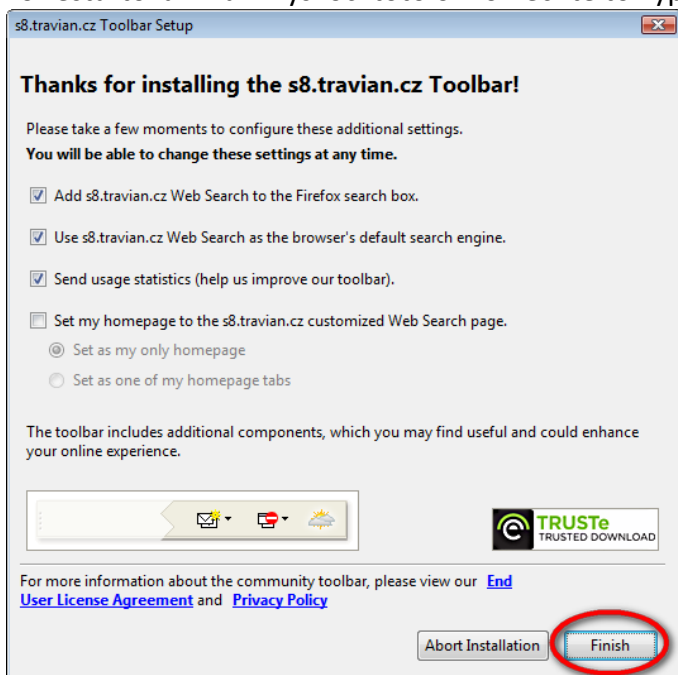 s8.travian.cz Toolbar Setup
Thanks for installing the s8.travian.cz Toolbar!
Please take a few moments to configure these additional settings.
You will be able to change these settings at any time.
Add s8.travian.cz Web Search to the Firefox search box.
Use s8.travian.cz Web Search as the browser's default search engine.
Send usage statistics (help us improve our toolbar).
Set my homepage to the s8.travian.cz customized Web Search page.
Set as my only homepage
Set as one of my homepage tabs
The toolbar includes additional components, which you may find useful and could enhance
your online experience.
TRUSTe
TRUSTED DOWNLOAD
For more information about the community toolbar, please view our End
User License Agreement and Privacy Policy
Abort Installation Finish